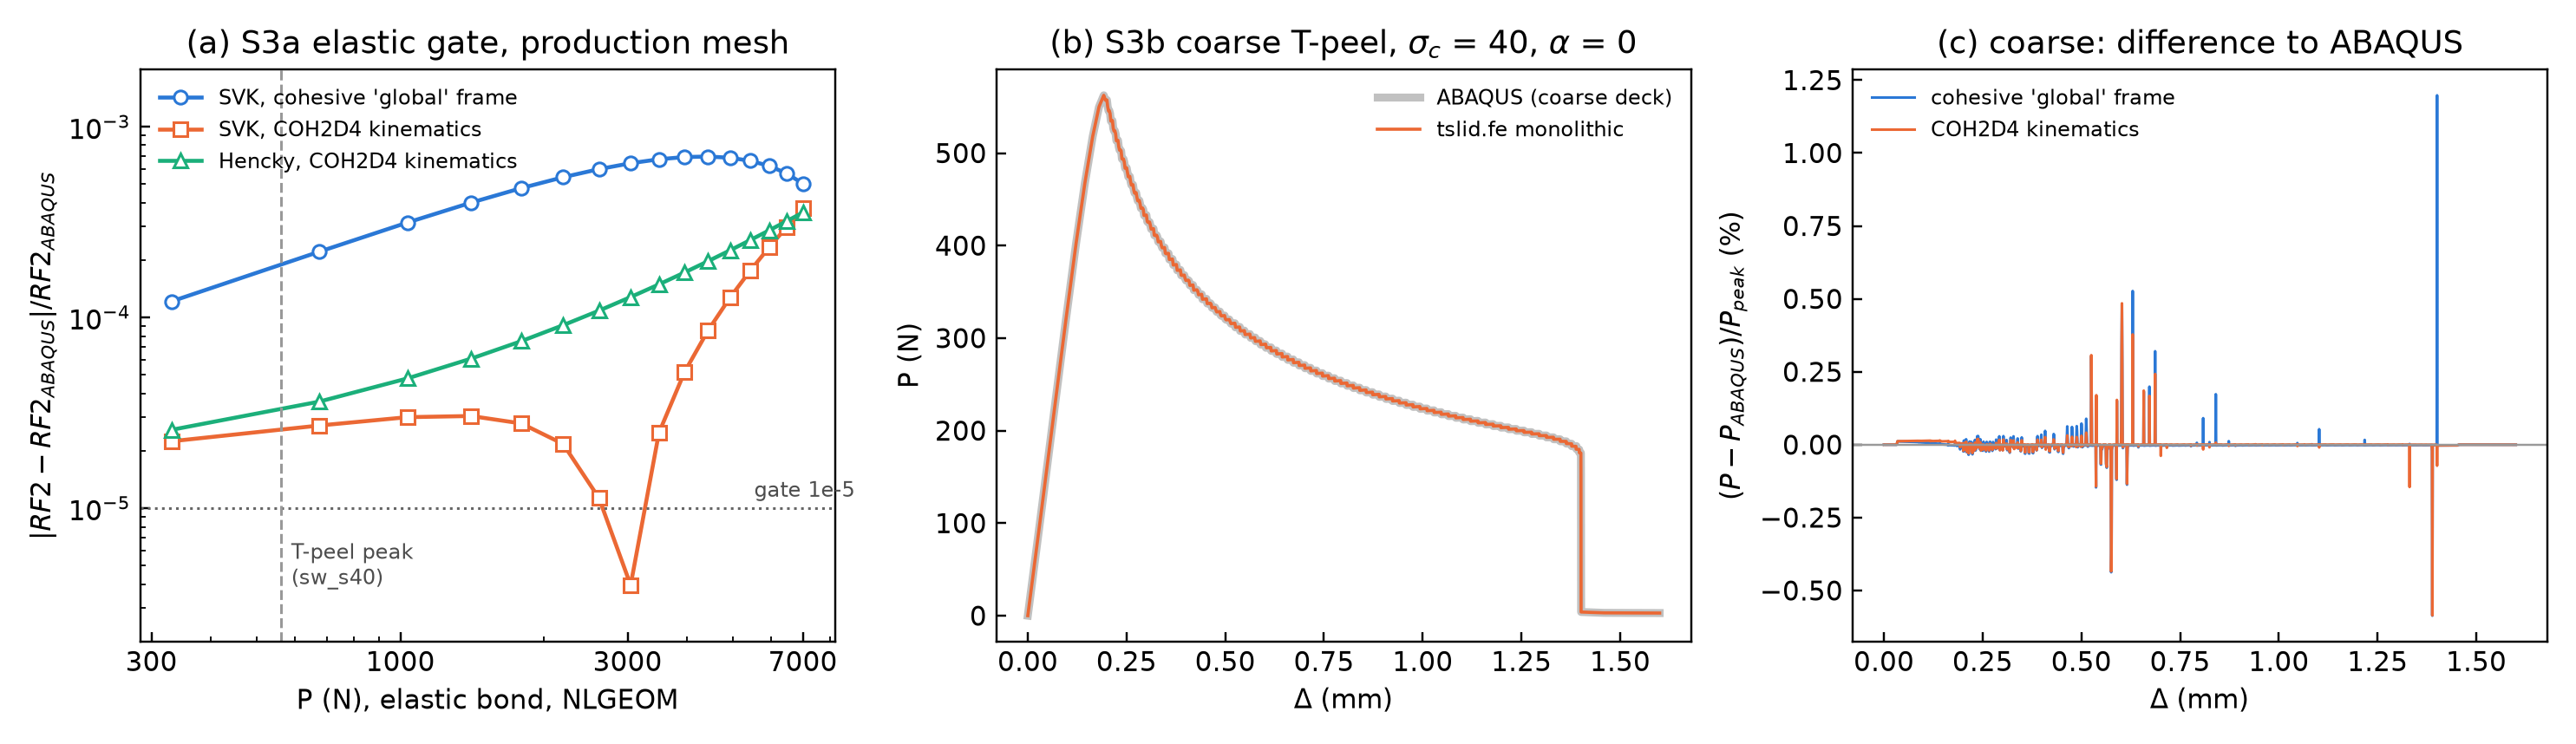 (a) S3a elastic gate, production mesh
SVK, cohesive 'global' frame
SVK, COH2D4 kinematics
Hencky, COH2D4 kinematics
10⁻³
10⁻⁴
10⁻⁵
gate 1e-5
T-peel peak
(sw_s40)
300 1000 3000 7000
P (N), elastic bond, NLGEOM
|RF2 − RF2_ABAQUS|/RF2_ABAQUS
(b) S3b coarse T-peel, σc = 40, α = 0
ABAQUS (coarse deck)
tslid.fe monolithic
500
400
300
200
100
0
0.00 0.25 0.50 0.75 1.00 1.25 1.50
Δ (mm)
P (N)
(c) coarse: difference to ABAQUS
cohesive 'global' frame
COH2D4 kinematics
1.25
1.00
0.75
0.50
0.25
0.00
−0.25
−0.50
0.00 0.25 0.50 0.75 1.00 1.25 1.50
Δ (mm)
(P − P_ABAQUS)/P_peak (%)